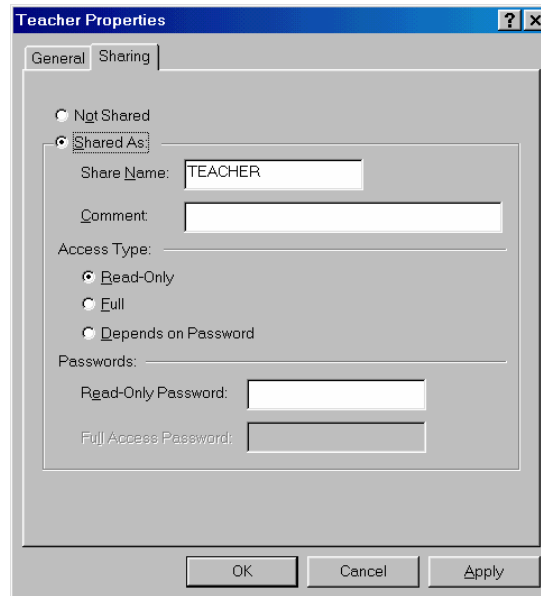 Teacher Properties ? ×
General Sharing
Not Shared
Shared As:
Share Name: TEACHER
Comment:
Access Type:
Read-Only
Full
Depends on Password
Passwords:
Read-Only Password:
Full Access Password:
OK Cancel Apply